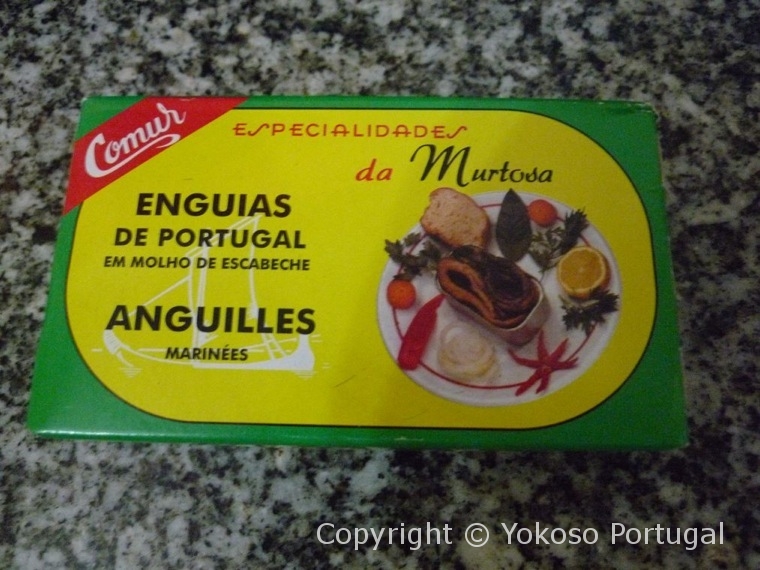 Comur
ESPECIALIDADES
da Murtosa
ENGUIAS
DE PORTUGAL
EM MOLHO DE ESCABECHE
ANGUILLES
MARINÉES
Copyright © Yokoso Portugal